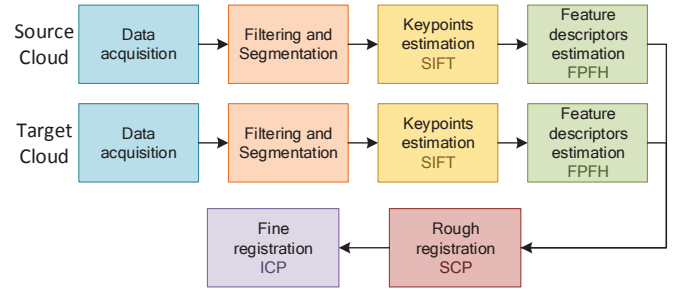 Source
Cloud
Data
acquisition
Filtering and
Segmentation
Keypoints
estimation
SIFT
Feature
descriptors
estimation
FPFH
Target
Cloud
Data
acquisition
Filtering and
Segmentation
Keypoints
estimation
SIFT
Feature
descriptors
estimation
FPFH
Fine
registration
ICP
Rough
registration
SCP